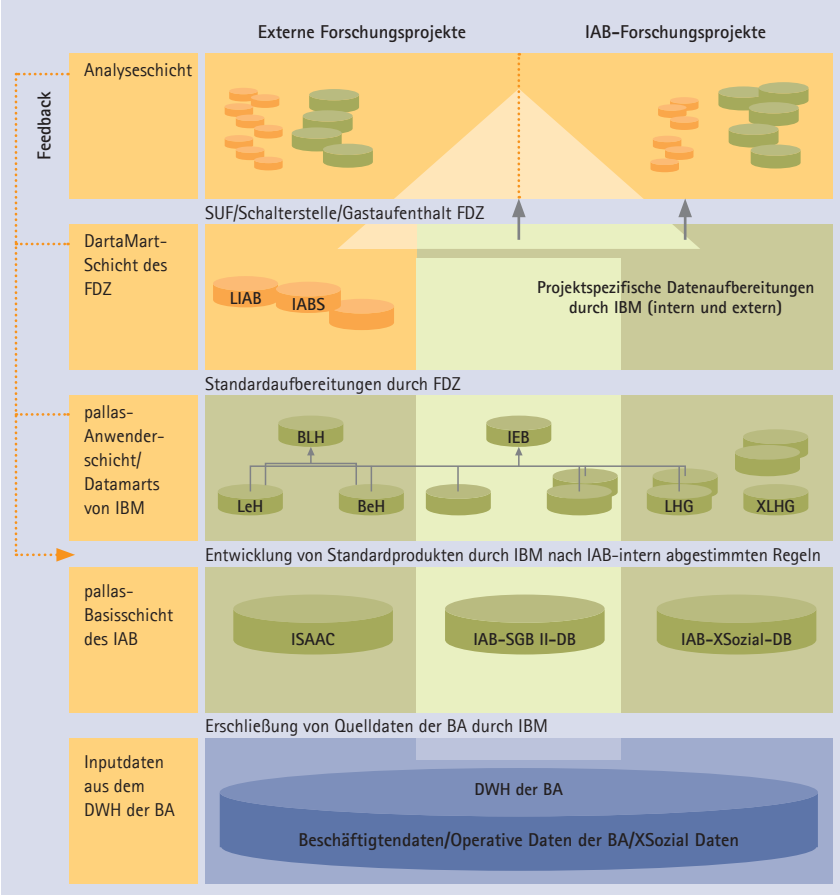 Externe Forschungsprojekte
IAB-Forschungsprojekte
Feedback
Analyseschicht
SUF/Schalterstelle/Gastaufenthalt FDZ
DartaMart-
Schicht des
FDZ
LIAB
IABS
Projektspezifische Datenaufbereitungen
durch IBM (intern und extern)
Standardaufbereitungen durch FDZ
pallas-
Anwender-
schicht/
Datamarts
von IBM
BLH
IEB
LeH
BeH
LHG
XLHG
Entwicklung von Standardprodukten durch IBM nach IAB-intern abgestimmten Regeln
pallas-
Basisschicht
des IAB
ISAAC
IAB-SGB II-DB
IAB-XSozial-DB
Erschließung von Quelldaten der BA durch IBM
Inputdaten
aus dem
DWH der BA
DWH der BA
Beschäftigtendaten/Operative Daten der BA/XSozial Daten